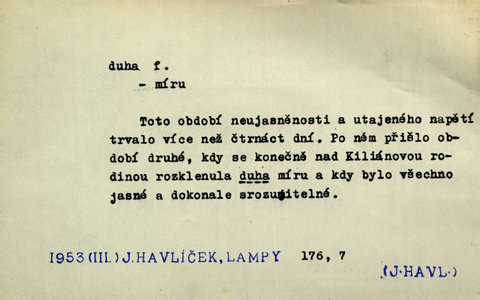 duha f.
- míru
Toto období neujasněnosti a utajeného napětí
trvalo více než čtrnáct dní. Po něm přišlo ob-
dobí druhé, kdy se konečně nad Kiliánovou ro-
dinou rozklenula duha míru a kdy bylo všechno
jasné a dokonale srozumitelné.
1953 (III.) J. HAVLÍČEK, LAMPY 176, 7
(J. HAVL.)